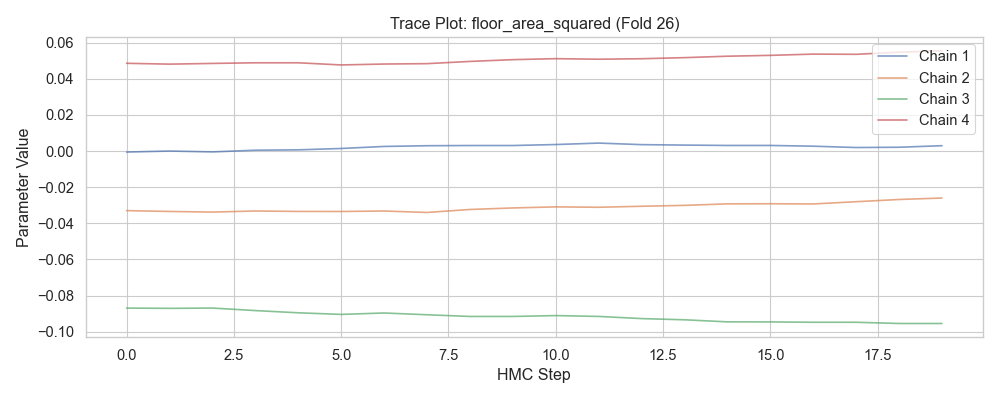 Trace Plot: floor_area_squared (Fold 26)
Parameter Value
0.06
0.04
0.02
0.00
−0.02
−0.04
−0.06
−0.08
−0.10
Chain 1
Chain 2
Chain 3
Chain 4
0.0 2.5 5.0 7.5 10.0 12.5 15.0 17.5
HMC Step